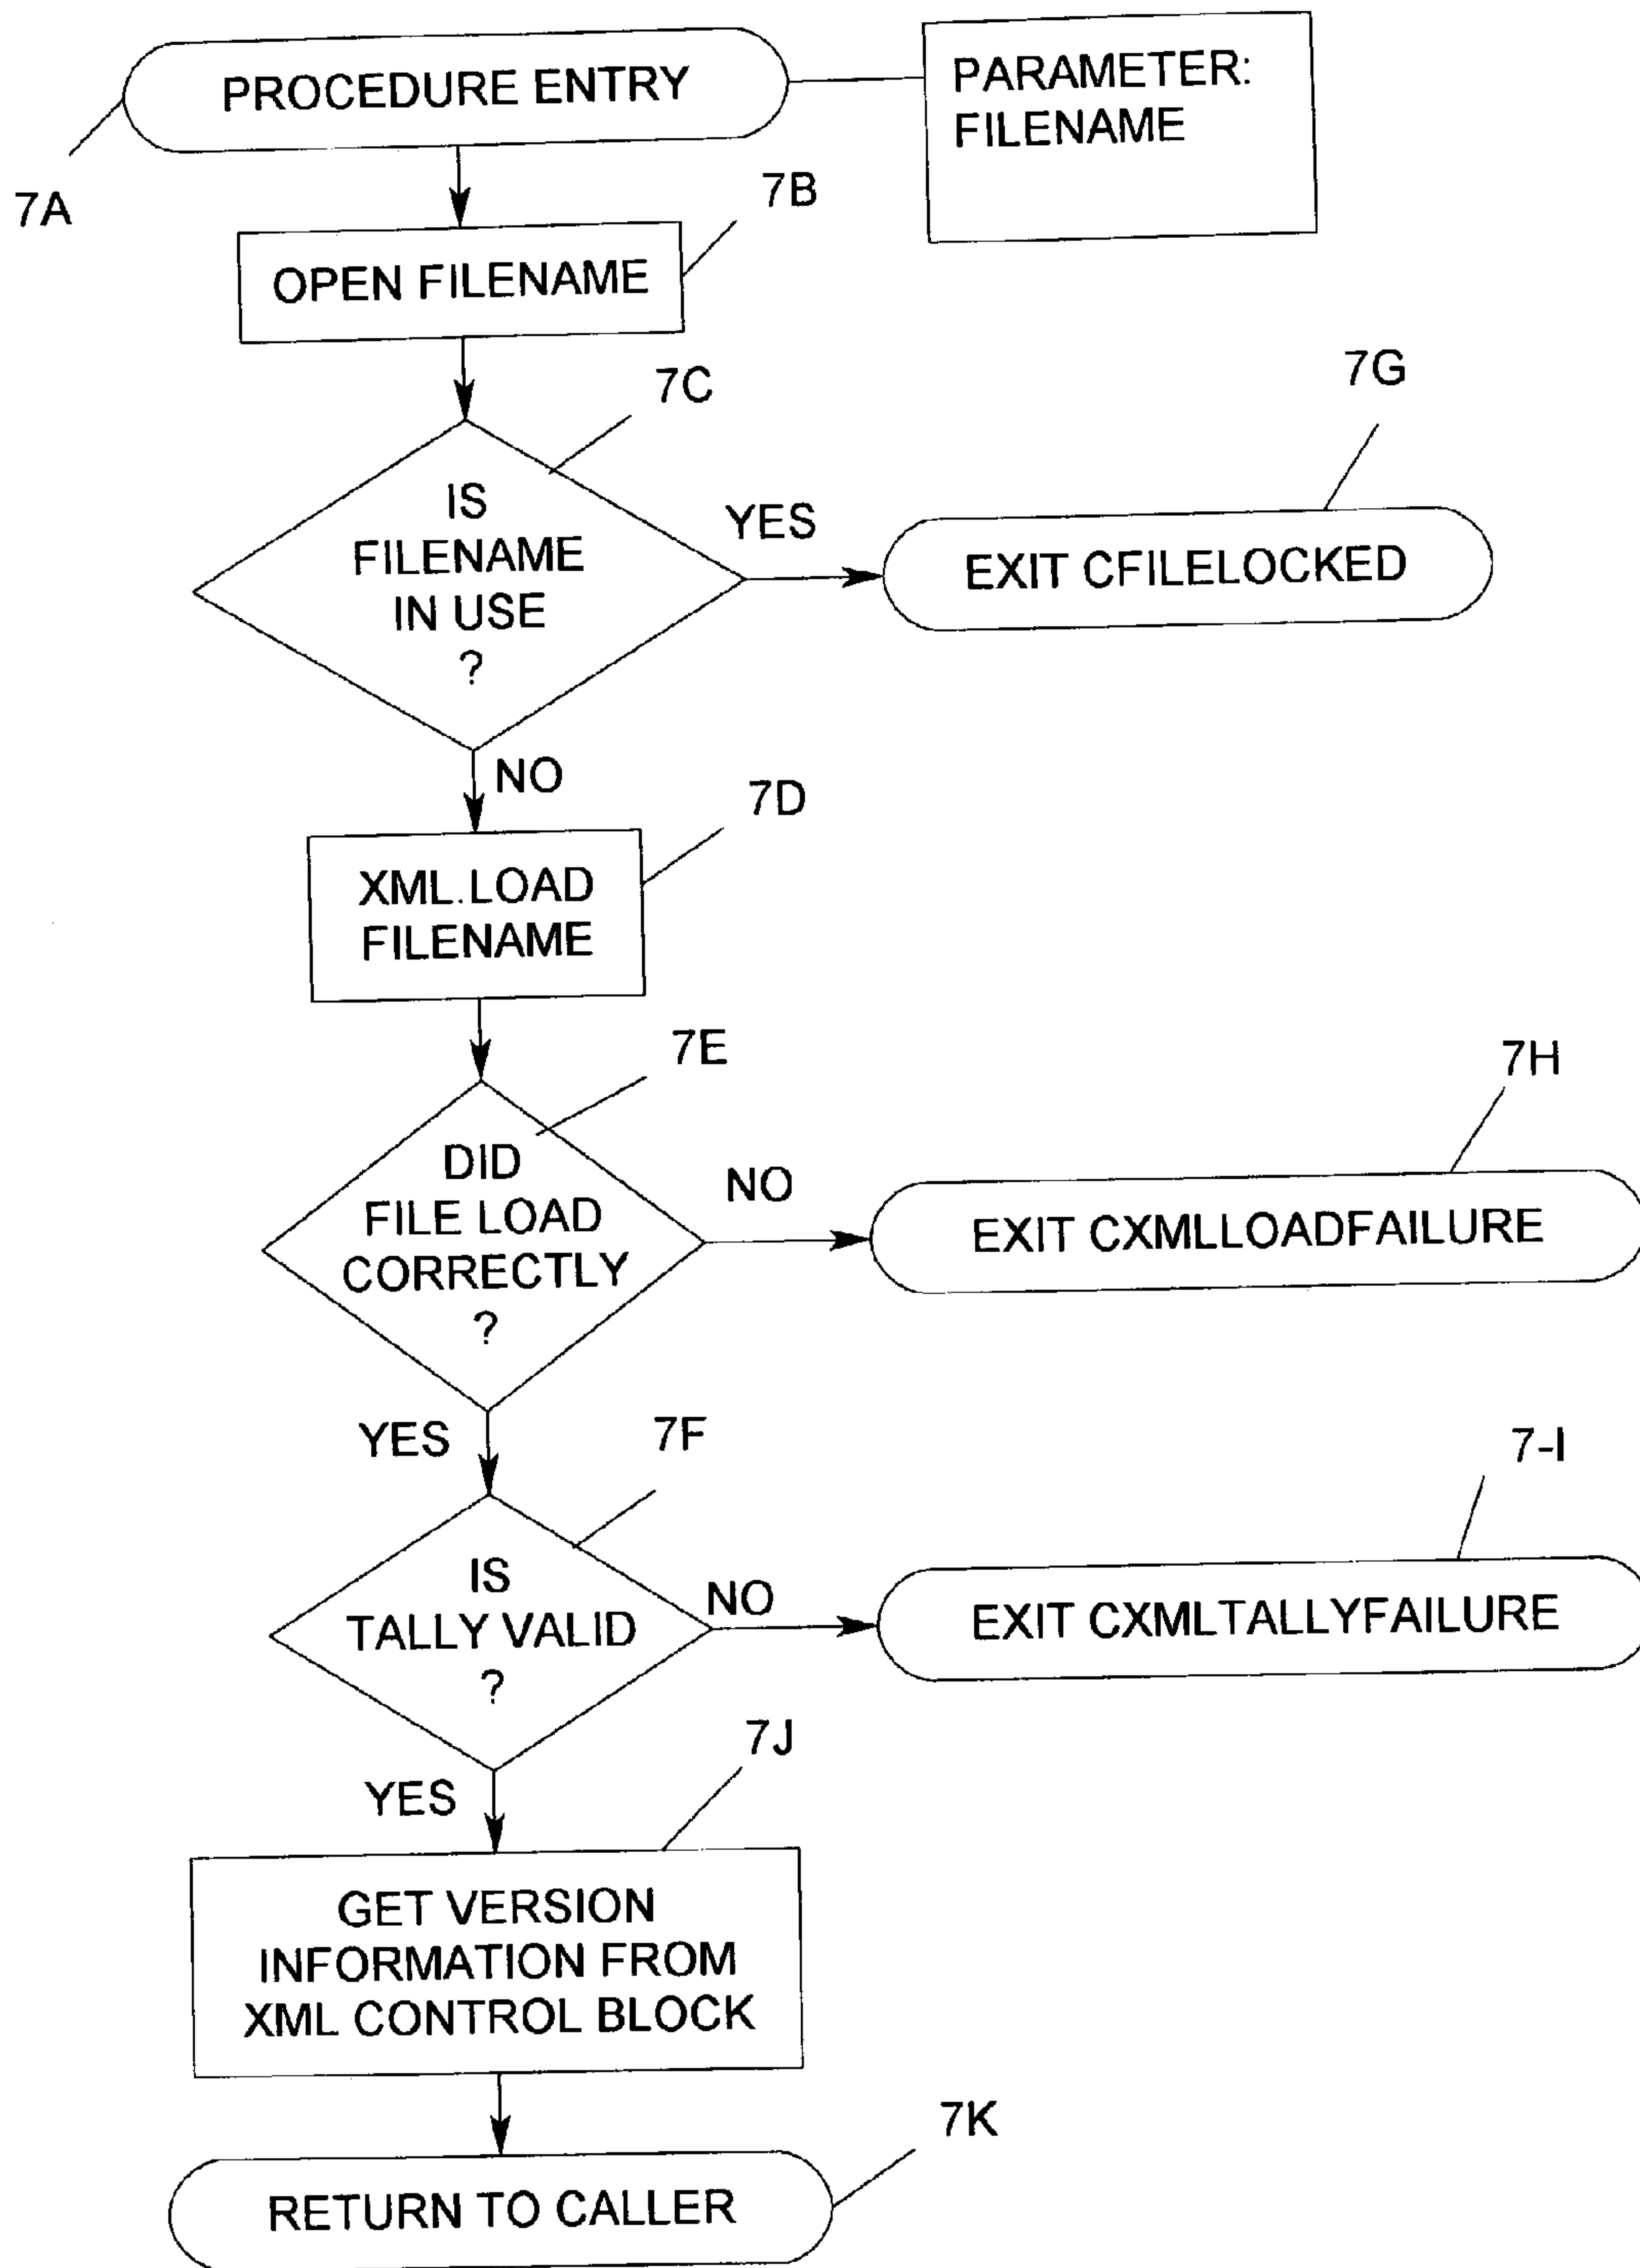 PROCEDURE ENTRY
PARAMETER:
FILENAME
7A
7B
OPEN FILENAME
7C
7G
IS
FILENAME
IN USE
?
YES
EXIT CFILELOCKED
NO
7D
XML.LOAD
FILENAME
7E
7H
DID
FILE LOAD
CORRECTLY
?
NO
EXIT CXMLLOADFAILURE
YES
7F
7-I
IS
TALLY VALID
?
NO
EXIT CXMLTALLYFAILURE
YES
7J
GET VERSION
INFORMATION FROM
XML CONTROL BLOCK
7K
RETURN TO CALLER